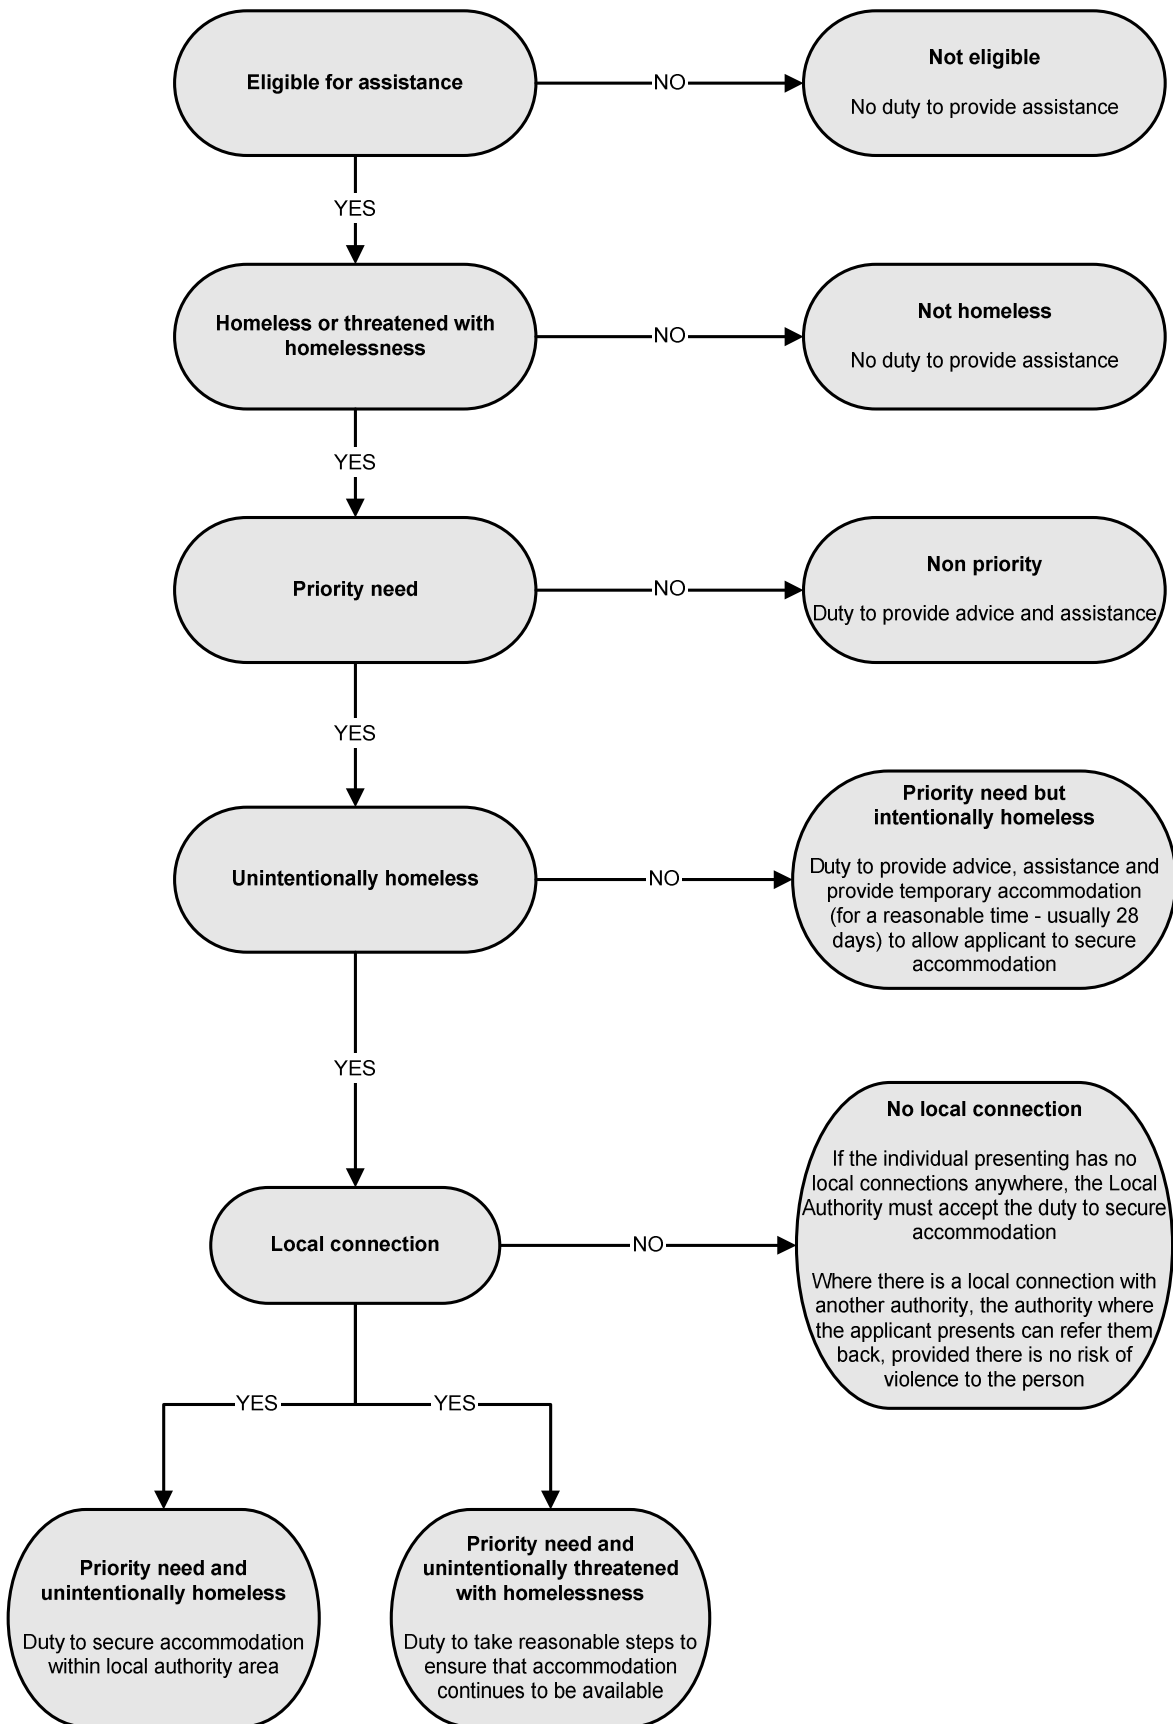 Eligible for assistance
NO
Not eligible
No duty to provide assistance
YES
Homeless or threatened with
homelessness
NO
Not homeless
No duty to provide assistance
YES
Priority need
NO
Non priority
Duty to provide advice and assistance
YES
Unintentionally homeless
NO
Priority need but
intentionally homeless
Duty to provide advice, assistance and
provide temporary accommodation
(for a reasonable time - usually 28
days) to allow applicant to secure
accommodation
YES
Local connection
NO
No local connection
If the individual presenting has no
local connections anywhere, the Local
Authority must accept the duty to secure
accommodation
Where there is a local connection with
another authority, the authority where
the applicant presents can refer them
back, provided there is no risk of
violence to the person
YES
YES
Priority need and
unintentionally homeless
Duty to secure accommodation
within local authority area
Priority need and
unintentionally threatened
with homelessness
Duty to take reasonable steps to
ensure that accommodation
continues to be available